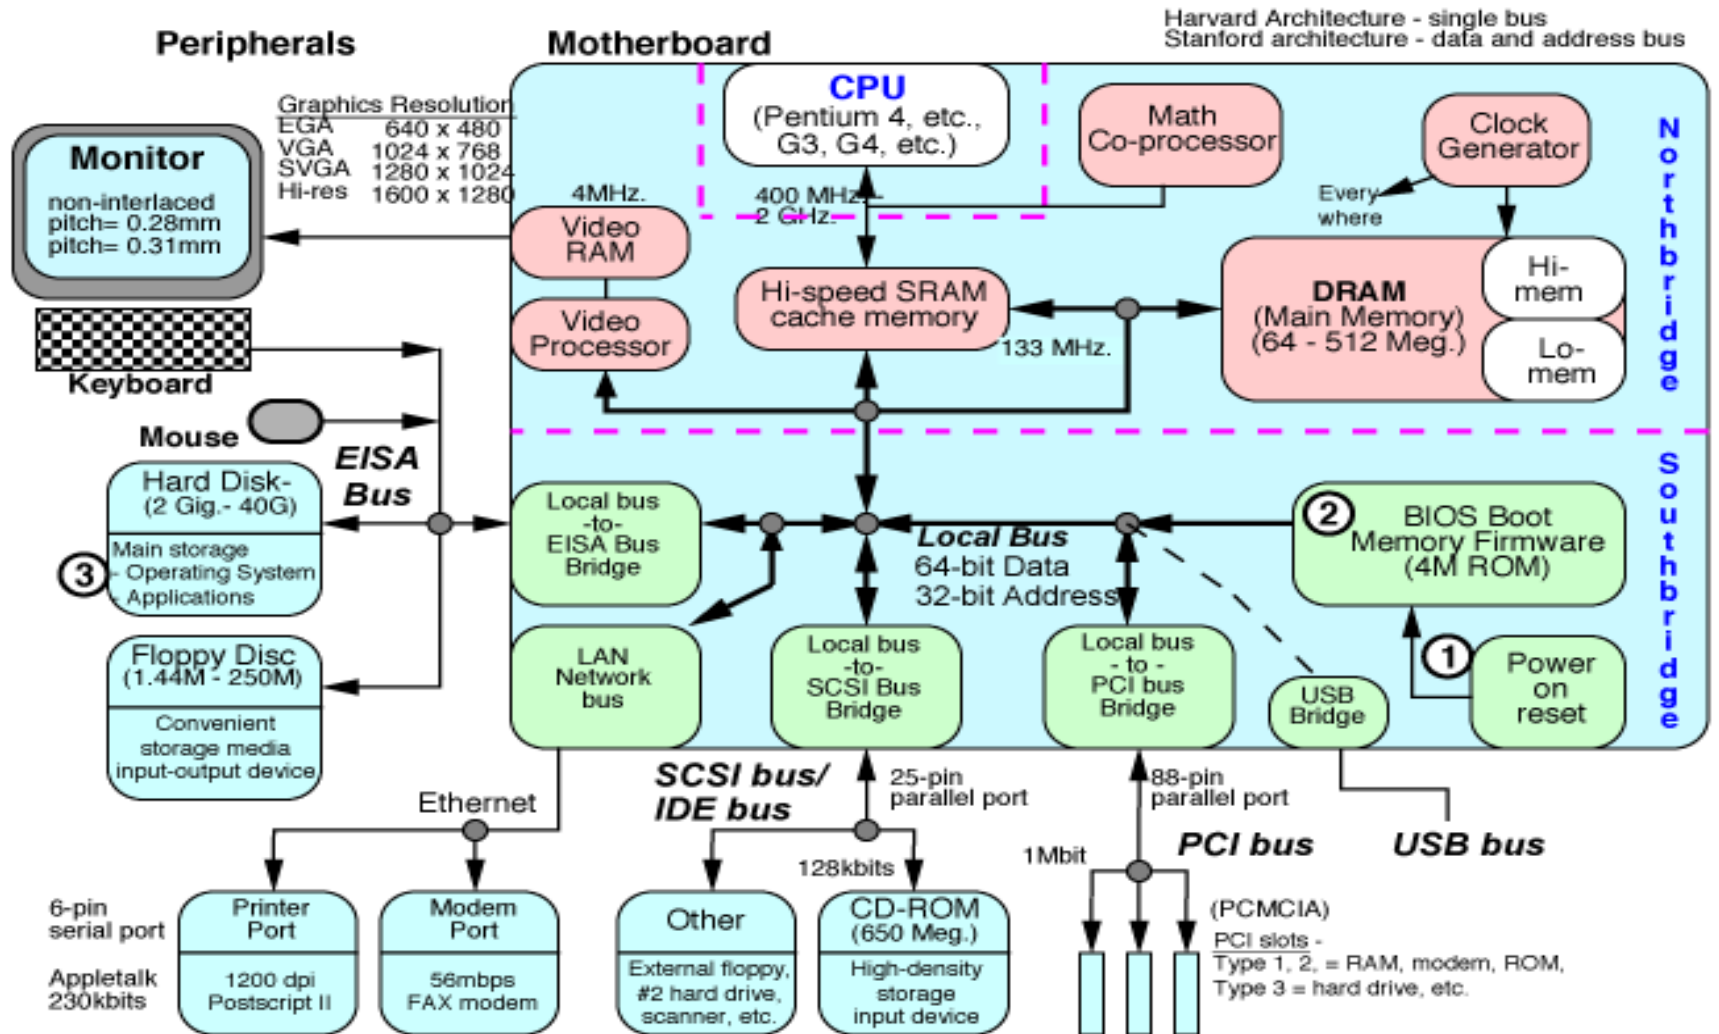 Harvard Architecture - single bus
Stanford architecture - data and address bus
Peripherals
Motherboard
Graphics Resolution
EGA 640 x 480
VGA 1024 x 768
SVGA 1280 x 1024
Hi-res 1600 x 1280
Monitor
non-interlaced
pitch= 0.28mm
pitch= 0.31mm
Keyboard
Mouse
EISA
Bus
Hard Disk-
(2 Gig.- 40G)
3
Main storage
- Operating System
- Applications
Floppy Disc
(1.44M - 250M)
Convenient
storage media
input-output device
CPU
(Pentium 4, etc.,
G3, G4, etc.)
400 MHz.-
2 GHz.
Math
Co-processor
Clock
Generator
Every
where
4MHz.
Video
RAM
Video
Processor
Hi-speed SRAM
cache memory
133 MHz.
DRAM
(Main Memory)
(64 - 512 Meg.)
Hi-
mem
Lo-
mem
Northbridge
Southbridge
Local bus
-to-
EISA Bus
Bridge
Local Bus
64-bit Data
32-bit Address
2
BIOS Boot
Memory Firmware
(4M ROM)
1
Power
on
reset
LAN
Network
bus
Local bus
-to-
SCSI Bus
Bridge
Local bus
- to -
PCI bus
Bridge
USB
Bridge
Ethernet
SCSI bus/
IDE bus
25-pin
parallel port
88-pin
parallel port
128kbits
1Mbit
PCI bus
USB bus
6-pin
serial port
Appletalk
230kbits
Printer
Port
1200 dpi
Postscript II
Modem
Port
56mbps
FAX modem
Other
External floppy,
#2 hard drive,
scanner, etc.
CD-ROM
(650 Meg.)
High-density
storage
input device
(PCMCIA)
PCI slots -
Type 1, 2, = RAM, modem, ROM,
Type 3 = hard drive, etc.